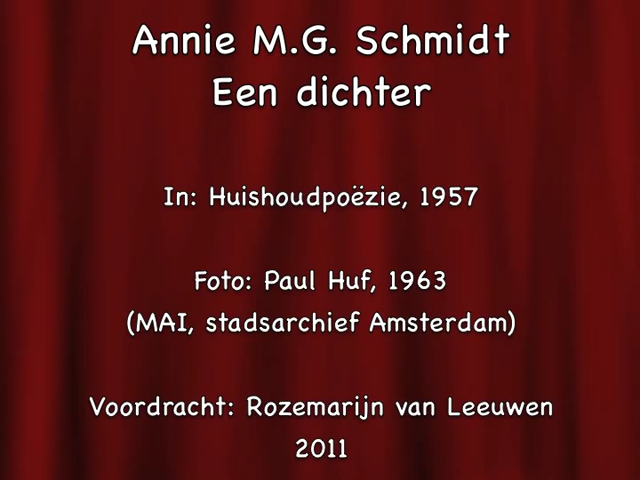 Annie M.G. Schmidt
Een dichter
In: Huishoudpoëzie, 1957
Foto: Paul Huf, 1963
(MAI, stadsarchief Amsterdam)
Voordracht: Rozemarijn van Leeuwen
2011